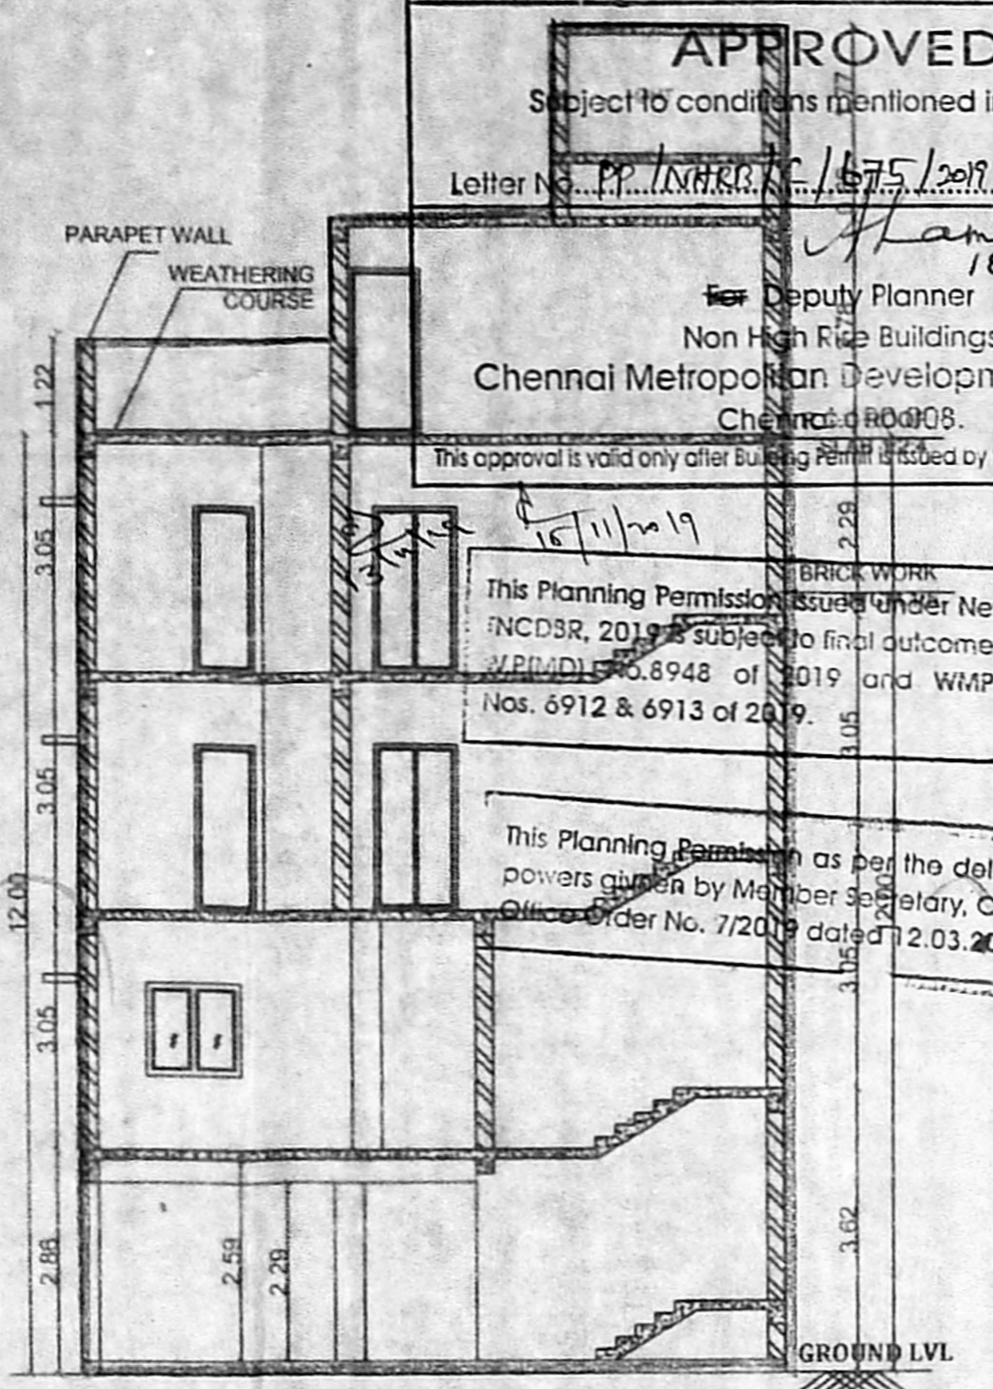 APPROVED
Subject to conditions mentioned i
Letter No. PP/NHRB/C/675/2019
For Deputy Planner
Non High Rise Buildings
Chennai Metropolitan Developm
This approval is valid only after Building Permit is issued by
PARAPET WALL
WEATHERING
COURSE
15/11/2019
BRICK WORK
This Planning Permission issued under Ne
2019 is subject to final outcome
No.8948 of 2019 and WMP
Nos. 6912 & 6913 of 2019.
This Planning Permission as per the del
powers given by Member Secretary, C
Office Order No. 7/2019 dated 12.03.20
1.22
3.05
3.05
3.05
2.86
12.00
2.59
2.29
2.29
3.05
3.05
3.62
GROUND LVL